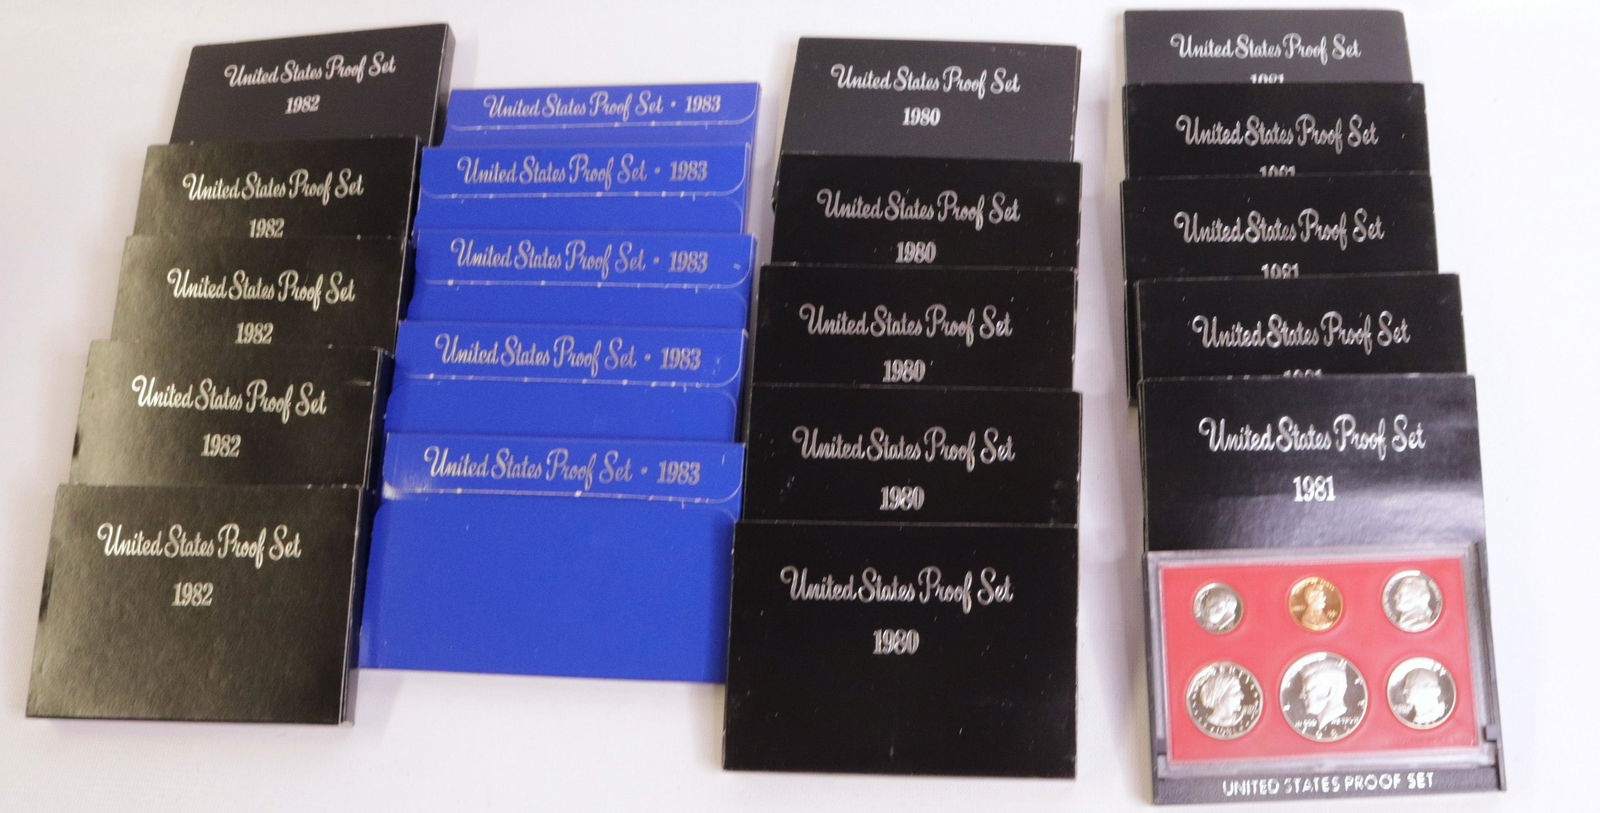 United States Proof Set
1982
United States Proof Set
1982
United States Proof Set
1982
United States Proof Set
1982
United States Proof Set
1982
United States Proof Set • 1983
United States Proof Set • 1983
United States Proof Set • 1983
United States Proof Set • 1983
United States Proof Set • 1983
United States Proof Set
1980
United States Proof Set
1980
United States Proof Set
1980
United States Proof Set
1980
United States Proof Set
1980
United States Proof Set
1981
United States Proof Set
1981
United States Proof Set
1981
United States Proof Set
1981
United States Proof Set
1981
UNITED STATES PROOF SET